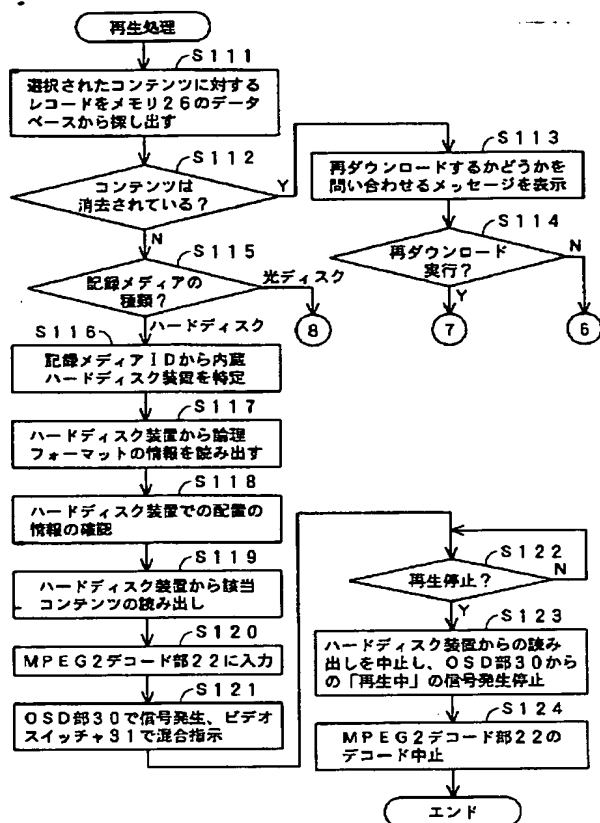 再生処理
S111
選択されたコンテンツに対する
レコードをメモリ26のデータ
ベースから探し出す
S112
コンテンツは
消去されている？
Y
N
S113
再ダウンロードするかどうかを
問い合わせるメッセージを表示
S114
再ダウンロード
実行？
N
Y
7
6
S115
記録メディアの
種類？
光ディスク
8
ハードディスク
S116
記録メディアIDから内蔵
ハードディスク装置を特定
S117
ハードディスク装置から論理
フォーマットの情報を読み出す
S118
ハードディスク装置での配置の
情報の確認
S119
ハードディスク装置から該当
コンテンツの読み出し
S120
MPEG2デコード部22に入力
S121
OSD部30で信号発生、ビデオ
スイッチャ31で混合指示
S122
再生停止？
N
Y
S123
ハードディスク装置からの読み
出しを中止し、OSD部30から
の「再生中」の信号発生停止
S124
MPEG2デコード部22の
デコード中止
エンド